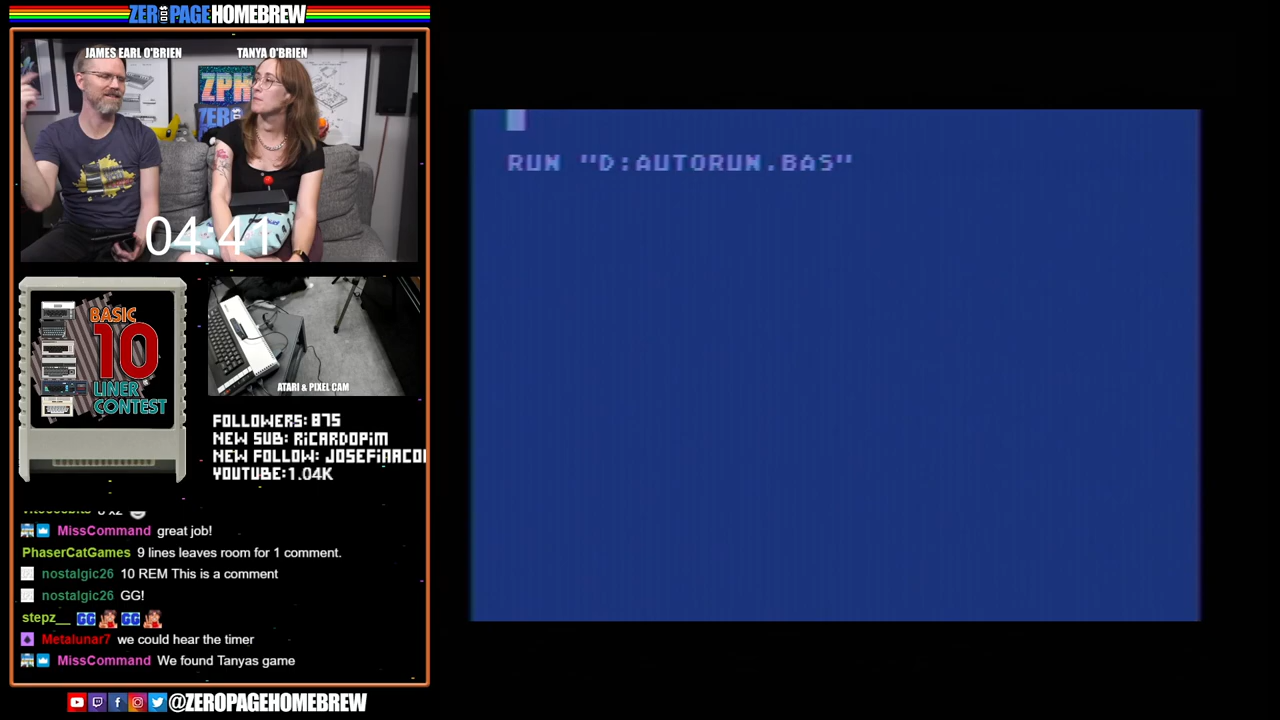 ZERO PAGE HOMEBREW
JAMES EARL O'BRIEN
TANYA O'BRIEN
ZPH
04:41
BASIC
10
LINER
CONTEST
ATARI & PIXEL CAM
FOLLOWERS: 875
NEW SUB: RICARDOPIM
NEW FOLLOW: JOSEFINACO
YOUTUBE:1.04K
MissCommand great job!
PhaserCatGames 9 lines leaves room for 1 comment.
nostalgic26 10 REM This is a comment
nostalgic26 GG!
stepz__ GG GG
Metalunar7 we could hear the timer
MissCommand We found Tanyas game
@ZEROPAGEHOMEBREW
RUN "D:AUTORUN.BAS"